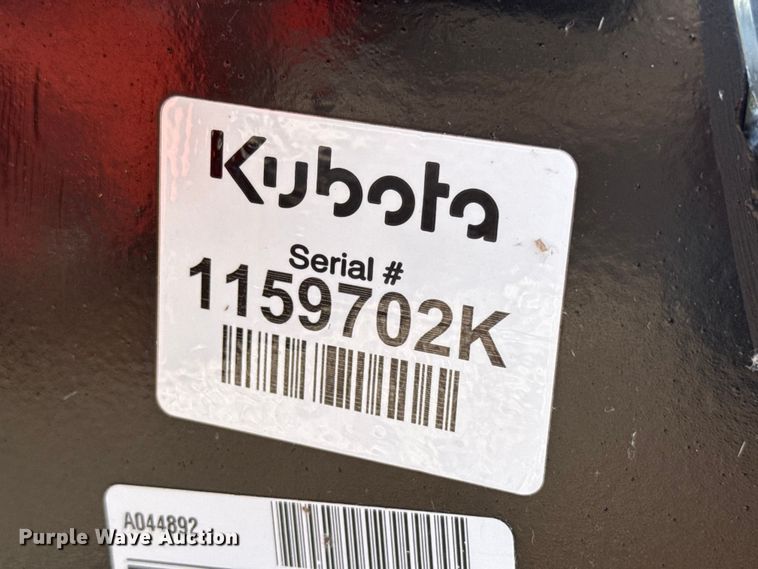 Kubota
Serial #
1159702K
A044892
Purple Wave Auction